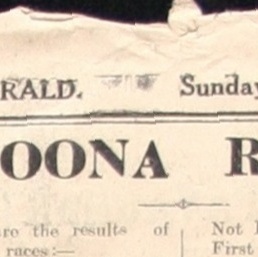 RALD. Sunday
OONA R
are the results of
races:—
Not
First